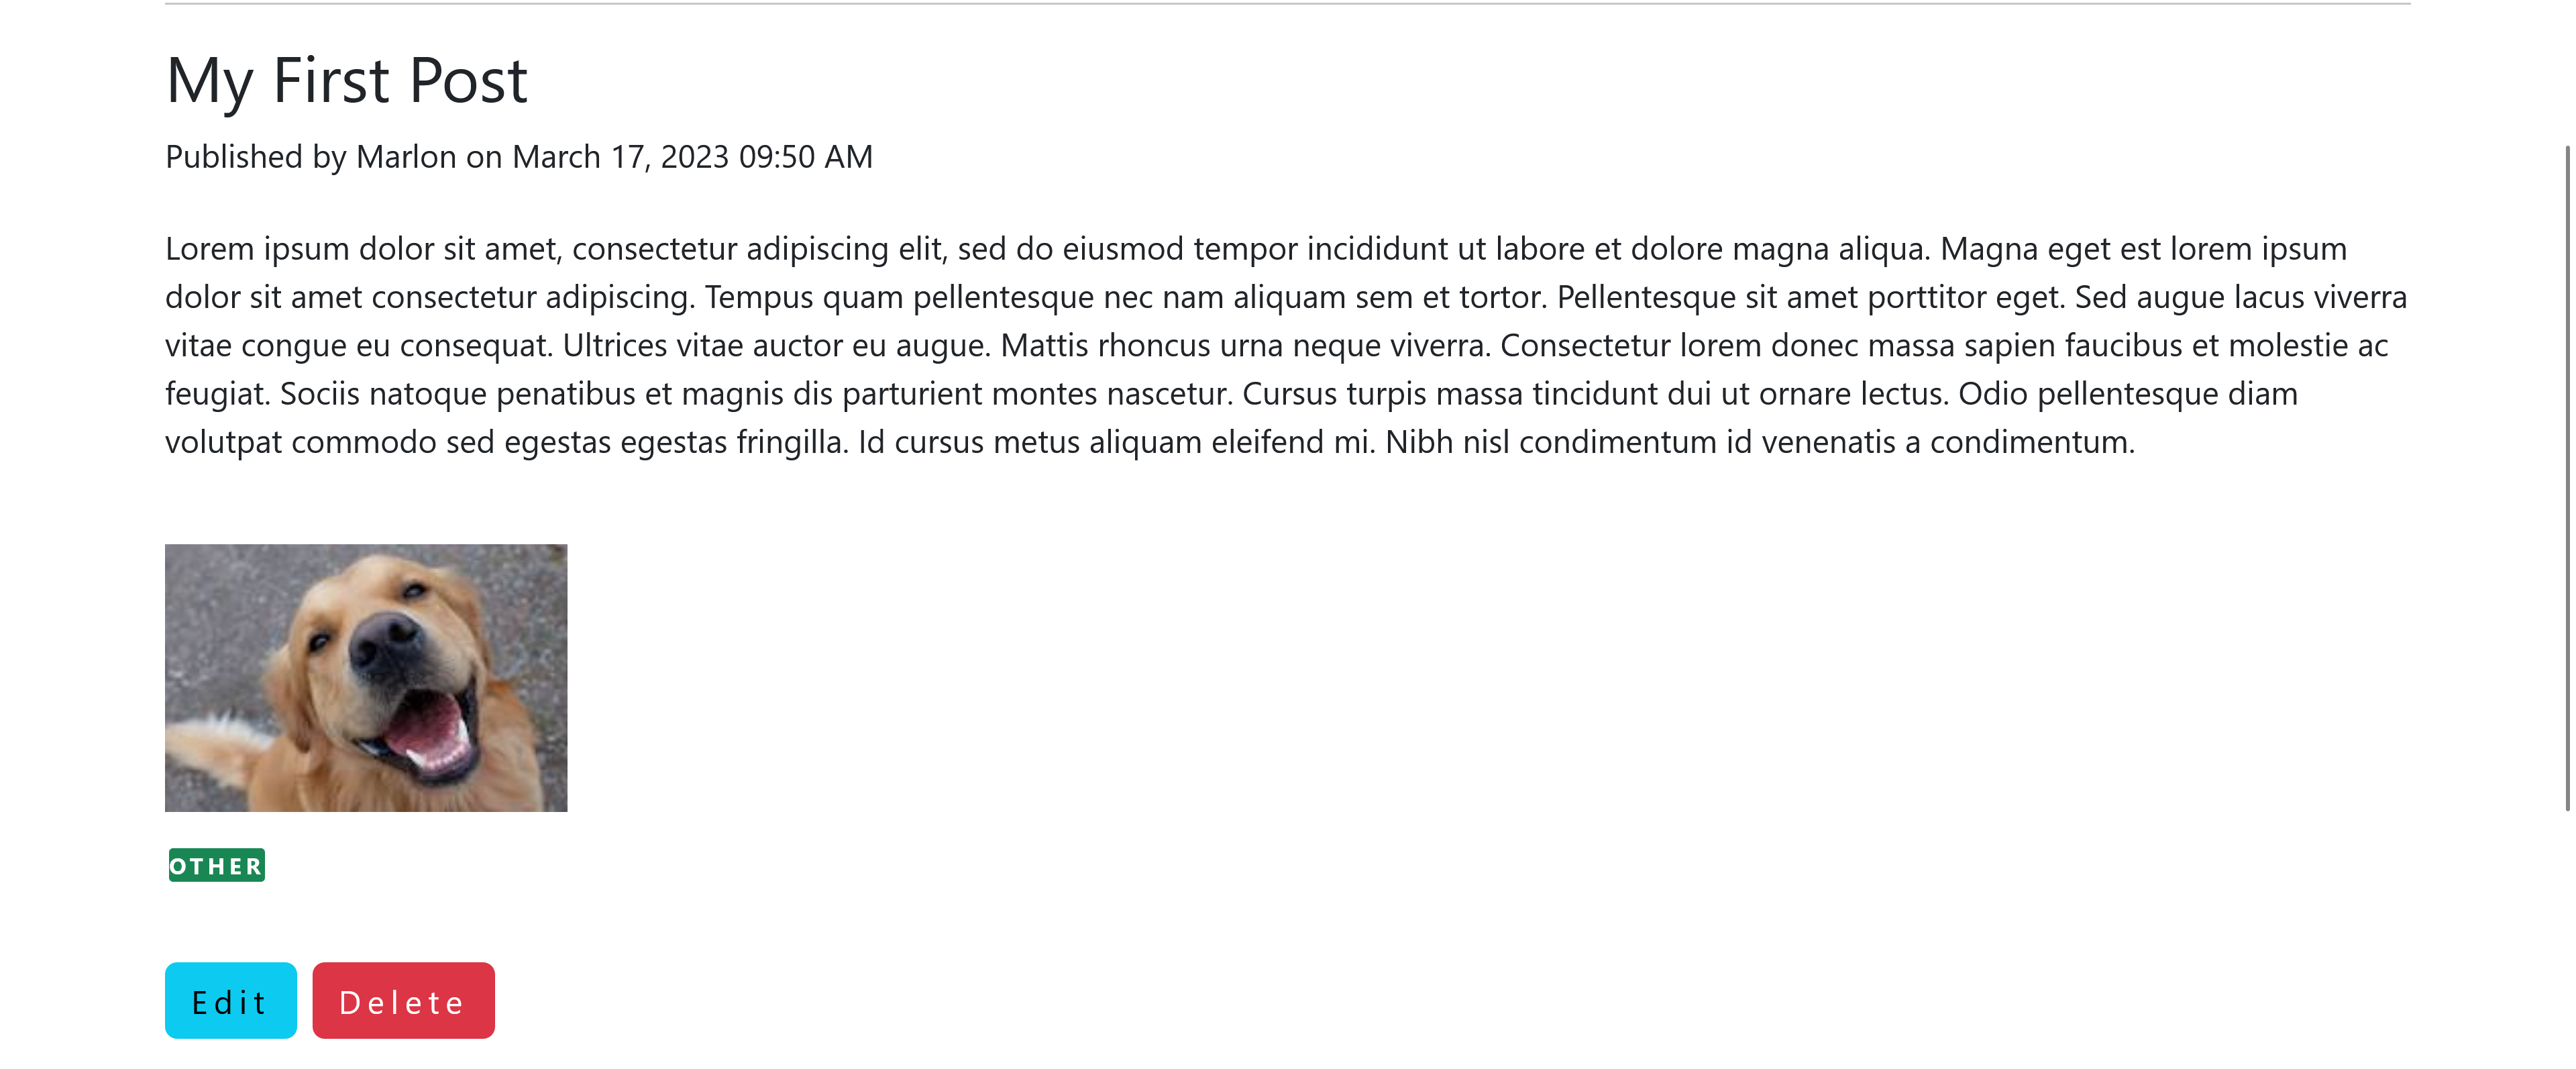 My First Post
Published by Marlon on March 17, 2023 09:50 AM
Lorem ipsum dolor sit amet, consectetur adipiscing elit, sed do eiusmod tempor incididunt ut labore et dolore magna aliqua. Magna eget est lorem ipsum
dolor sit amet consectetur adipiscing. Tempus quam pellentesque nec nam aliquam sem et tortor. Pellentesque sit amet porttitor eget. Sed augue lacus viverra
vitae congue eu consequat. Ultrices vitae auctor eu augue. Mattis rhoncus urna neque viverra. Consectetur lorem donec massa sapien faucibus et molestie ac
feugiat. Sociis natoque penatibus et magnis dis parturient montes nascetur. Cursus turpis massa tincidunt dui ut ornare lectus. Odio pellentesque diam
volutpat commodo sed egestas egestas fringilla. Id cursus metus aliquam eleifend mi. Nibh nisl condimentum id venenatis a condimentum.
OTHER
Edit Delete